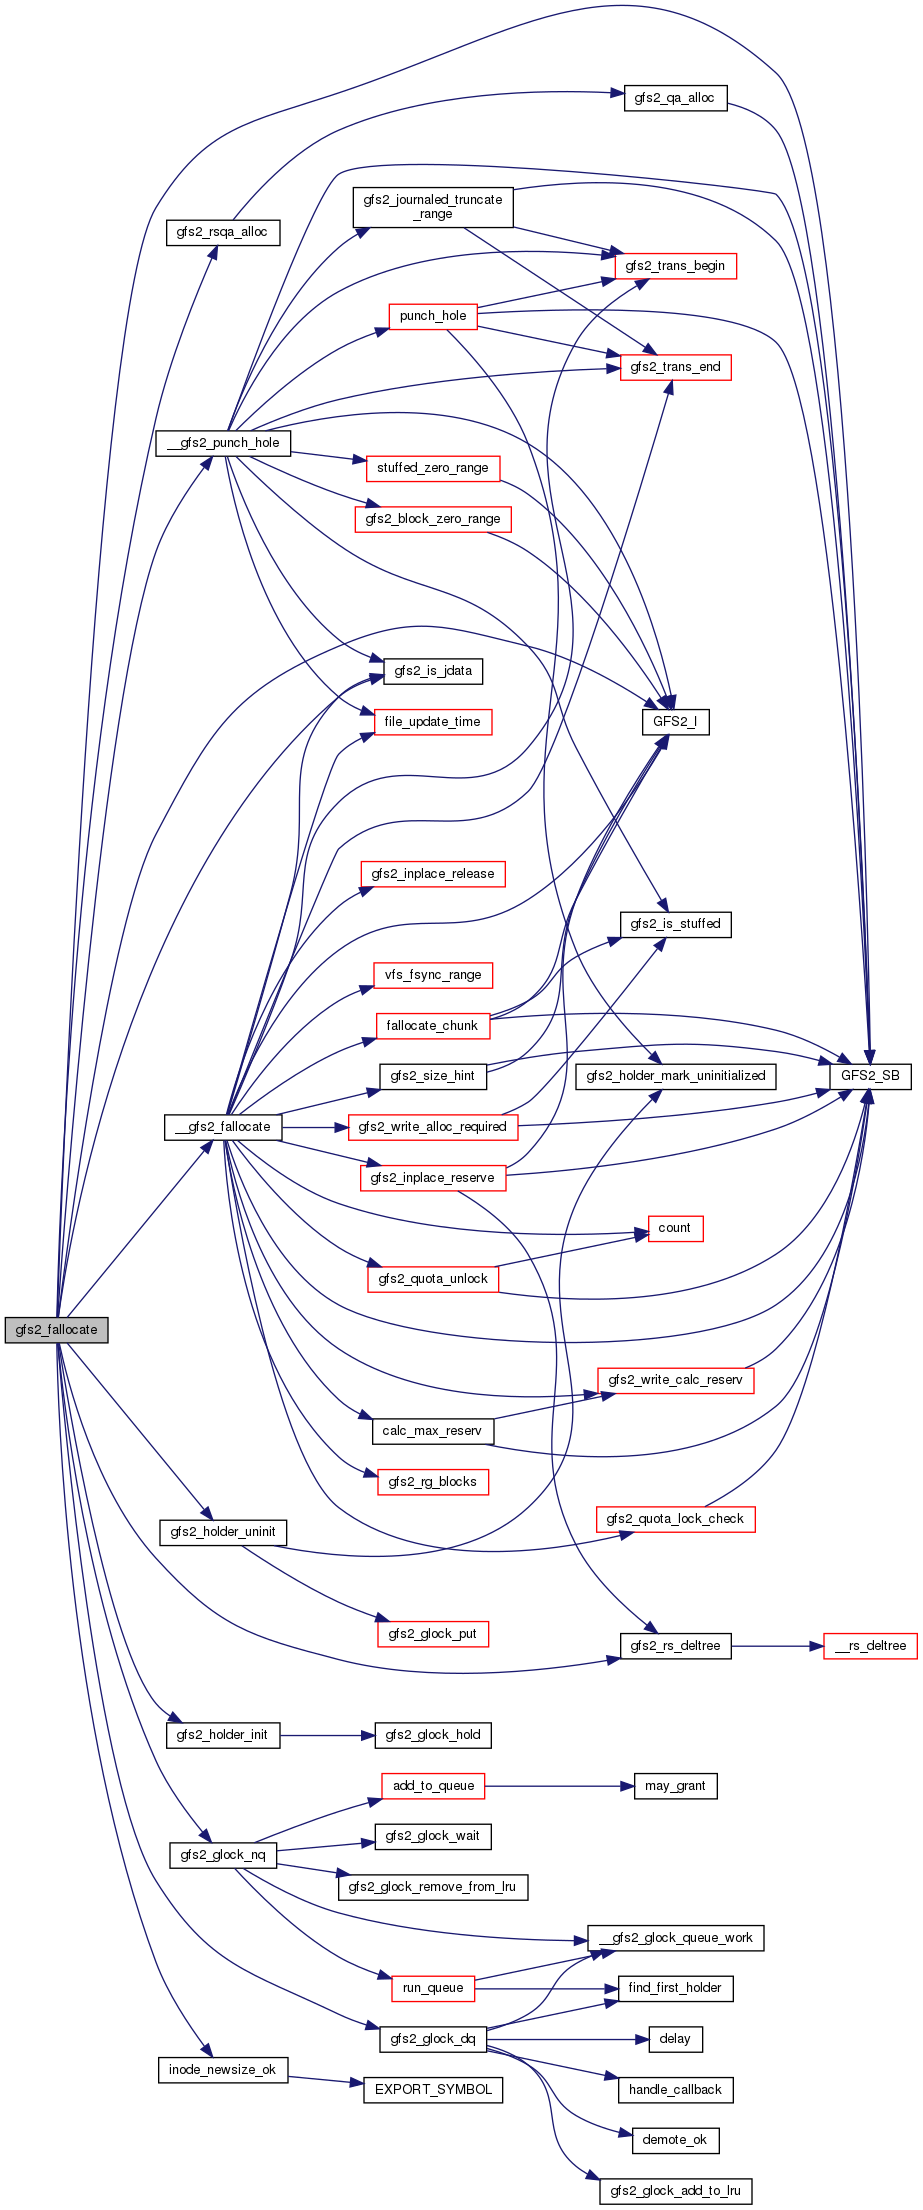 gfs2_qa_alloc
gfs2_rsqa_alloc
gfs2_journaled_truncate
_range
gfs2_trans_begin
punch_hole
gfs2_trans_end
__gfs2_punch_hole
stuffed_zero_range
gfs2_block_zero_range
gfs2_is_jdata
file_update_time
GFS2_I
gfs2_inplace_release
gfs2_is_stuffed
vfs_fsync_range
fallocate_chunk
gfs2_size_hint
gfs2_holder_mark_uninitialized
GFS2_SB
__gfs2_fallocate
gfs2_write_alloc_required
gfs2_inplace_reserve
count
gfs2_quota_unlock
gfs2_fallocate
gfs2_write_calc_reserv
calc_max_reserv
gfs2_rg_blocks
gfs2_quota_lock_check
gfs2_holder_uninit
gfs2_glock_put
gfs2_rs_deltree
__rs_deltree
gfs2_holder_init
gfs2_glock_hold
add_to_queue
may_grant
gfs2_glock_wait
gfs2_glock_nq
gfs2_glock_remove_from_lru
__gfs2_glock_queue_work
run_queue
find_first_holder
gfs2_glock_dq
delay
inode_newsize_ok
EXPORT_SYMBOL
handle_callback
demote_ok
gfs2_glock_add_to_lru